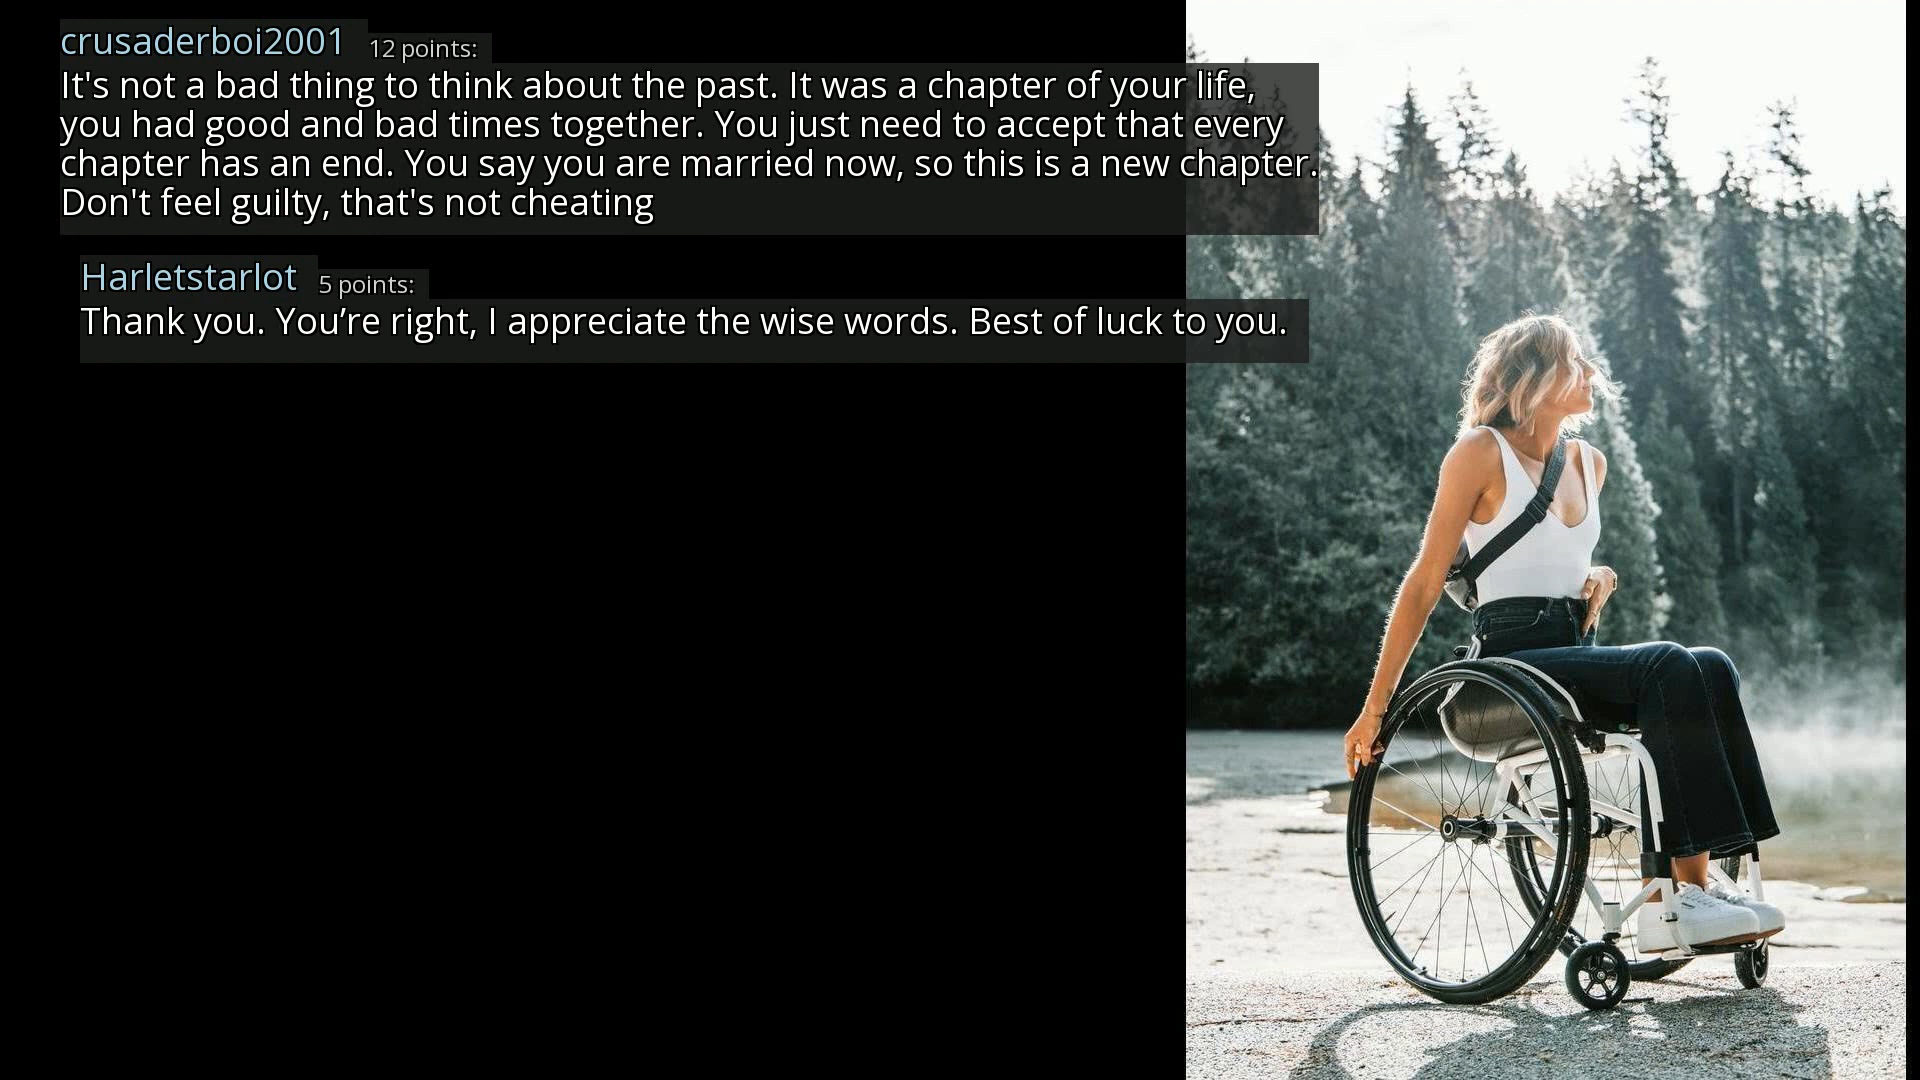 crusaderboi2001 12 points:
It's not a bad thing to think about the past. It was a chapter of your life,
you had good and bad times together. You just need to accept that every
chapter has an end. You say you are married now, so this is a new chapter.
Don't feel guilty, that's not cheating
Harletstarlot 5 points:
Thank you. You’re right, I appreciate the wise words. Best of luck to you.